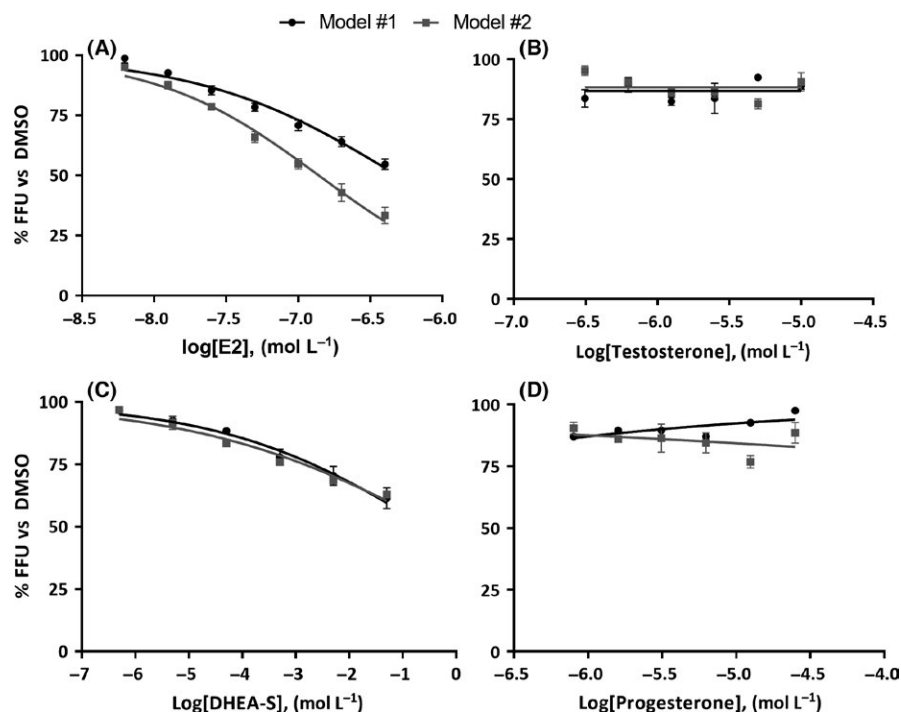 Model #1 Model #2
(A) (B)
% FFU vs DMSO
100
75
50
25
0
–8.5 –8.0 –7.5 –7.0 –6.5 –6.0
log[E2], (mol L⁻¹)
100
75
50
25
0
–7.0 –6.5 –6.0 –5.5 –5.0 –4.5
Log[Testosterone], (mol L⁻¹)
(C) (D)
% FFU vs DMSO
100
75
50
25
0
–7 –6 –5 –4 –3 –2 –1 0
Log[DHEA-S], (mol L⁻¹)
100
75
50
25
0
–6.5 –6.0 –5.5 –5.0 –4.5 –4.0
Log[Progesterone], (mol L⁻¹)